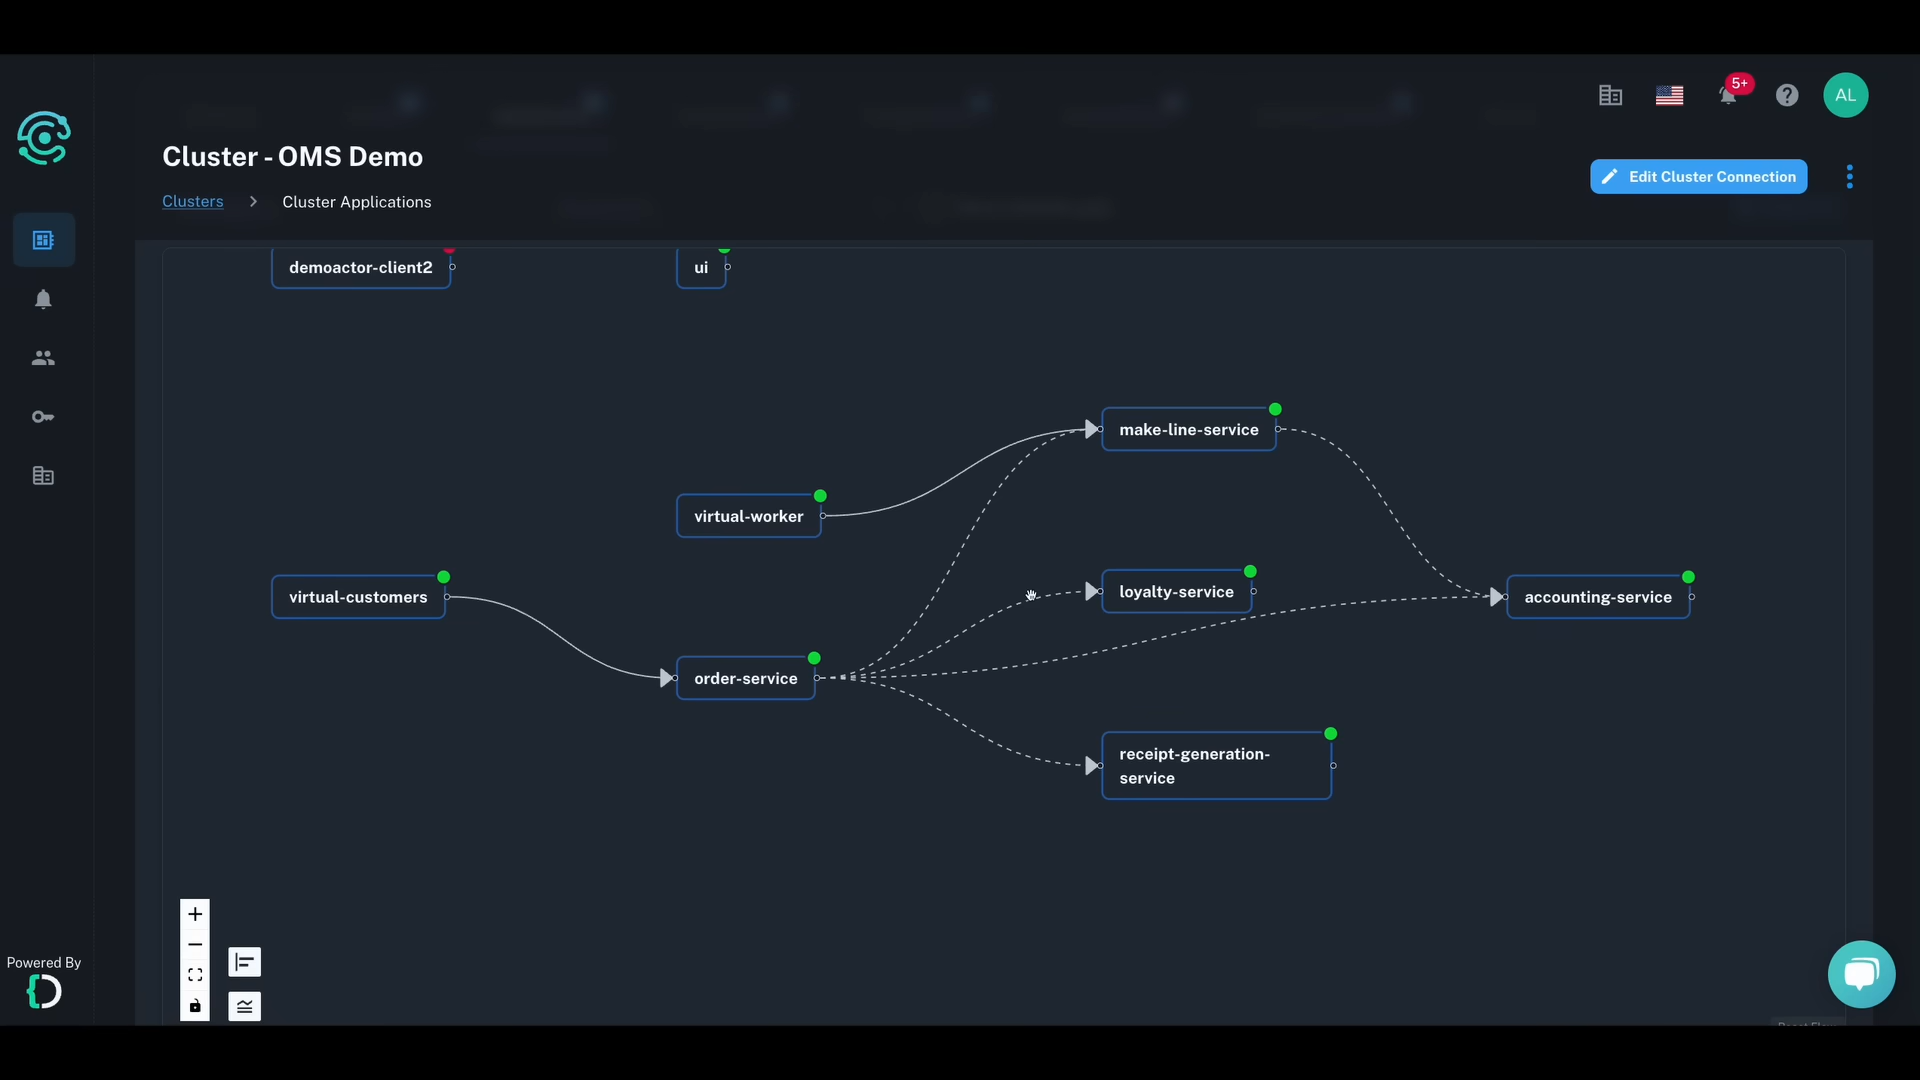 5+
AL
Cluster - OMS Demo
Edit Cluster Connection
Clusters > Cluster Applications
demoactor-client2
ui
make-line-service
virtual-worker
loyalty-service
virtual-customers
accounting-service
order-service
receipt-generation-
service
Powered By